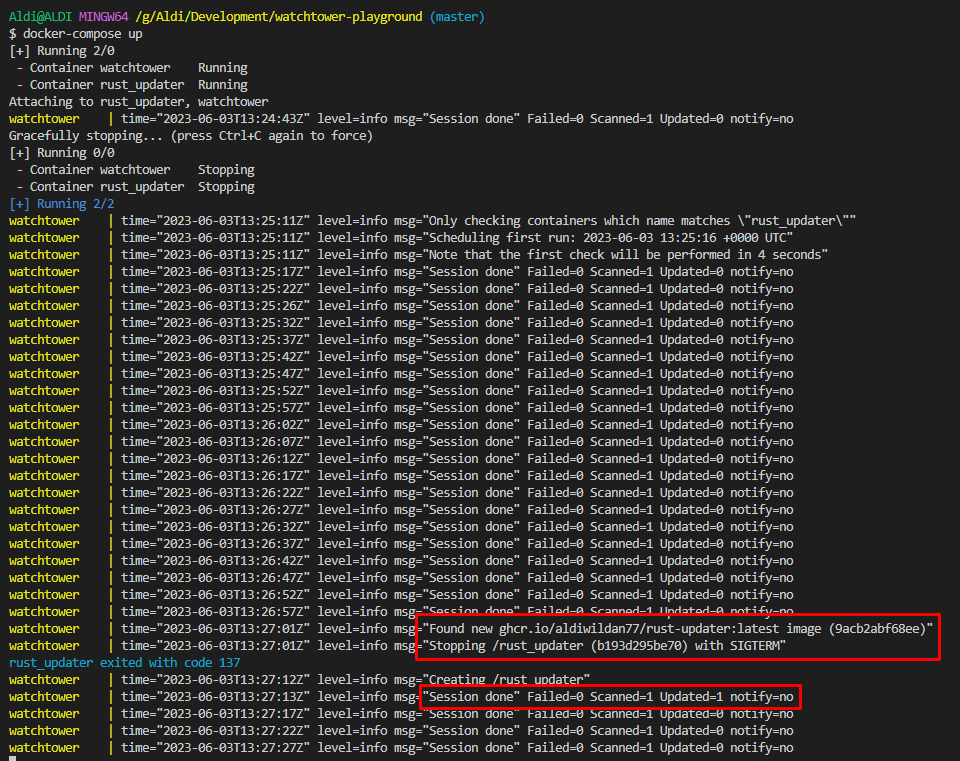 Aldi@ALDI MINGW64 /g/Aldi/Development/watchtower-playground (master)
$ docker-compose up
[+] Running 2/0
 - Container watchtower    Running
 - Container rust_updater  Running
Attaching to rust_updater, watchtower
watchtower    | time="2023-06-03T13:24:43Z" level=info msg="Session done" Failed=0 Scanned=1 Updated=0 notify=no
Gracefully stopping... (press Ctrl+C again to force)
[+] Running 0/0
 - Container watchtower    Stopping
 - Container rust_updater  Stopping
[+] Running 2/2
watchtower    | time="2023-06-03T13:25:11Z" level=info msg="Only checking containers which name matches \"rust_updater\""
watchtower    | time="2023-06-03T13:25:11Z" level=info msg="Scheduling first run: 2023-06-03 13:25:16 +0000 UTC"
watchtower    | time="2023-06-03T13:25:11Z" level=info msg="Note that the first check will be performed in 4 seconds"
watchtower    | time="2023-06-03T13:25:17Z" level=info msg="Session done" Failed=0 Scanned=1 Updated=0 notify=no
watchtower    | time="2023-06-03T13:25:22Z" level=info msg="Session done" Failed=0 Scanned=1 Updated=0 notify=no
watchtower    | time="2023-06-03T13:25:26Z" level=info msg="Session done" Failed=0 Scanned=1 Updated=0 notify=no
watchtower    | time="2023-06-03T13:25:32Z" level=info msg="Session done" Failed=0 Scanned=1 Updated=0 notify=no
watchtower    | time="2023-06-03T13:25:37Z" level=info msg="Session done" Failed=0 Scanned=1 Updated=0 notify=no
watchtower    | time="2023-06-03T13:25:42Z" level=info msg="Session done" Failed=0 Scanned=1 Updated=0 notify=no
watchtower    | time="2023-06-03T13:25:47Z" level=info msg="Session done" Failed=0 Scanned=1 Updated=0 notify=no
watchtower    | time="2023-06-03T13:25:52Z" level=info msg="Session done" Failed=0 Scanned=1 Updated=0 notify=no
watchtower    | time="2023-06-03T13:25:57Z" level=info msg="Session done" Failed=0 Scanned=1 Updated=0 notify=no
watchtower    | time="2023-06-03T13:26:02Z" level=info msg="Session done" Failed=0 Scanned=1 Updated=0 notify=no
watchtower    | time="2023-06-03T13:26:07Z" level=info msg="Session done" Failed=0 Scanned=1 Updated=0 notify=no
watchtower    | time="2023-06-03T13:26:12Z" level=info msg="Session done" Failed=0 Scanned=1 Updated=0 notify=no
watchtower    | time="2023-06-03T13:26:17Z" level=info msg="Session done" Failed=0 Scanned=1 Updated=0 notify=no
watchtower    | time="2023-06-03T13:26:22Z" level=info msg="Session done" Failed=0 Scanned=1 Updated=0 notify=no
watchtower    | time="2023-06-03T13:26:27Z" level=info msg="Session done" Failed=0 Scanned=1 Updated=0 notify=no
watchtower    | time="2023-06-03T13:26:32Z" level=info msg="Session done" Failed=0 Scanned=1 Updated=0 notify=no
watchtower    | time="2023-06-03T13:26:37Z" level=info msg="Session done" Failed=0 Scanned=1 Updated=0 notify=no
watchtower    | time="2023-06-03T13:26:42Z" level=info msg="Session done" Failed=0 Scanned=1 Updated=0 notify=no
watchtower    | time="2023-06-03T13:26:47Z" level=info msg="Session done" Failed=0 Scanned=1 Updated=0 notify=no
watchtower    | time="2023-06-03T13:26:52Z" level=info msg="Session done" Failed=0 Scanned=1 Updated=0 notify=no
watchtower    | time="2023-06-03T13:26:57Z" level=info msg="Session done" Failed=0 Scanned=1 Updated=0 notify=no
watchtower    | time="2023-06-03T13:27:01Z" level=info msg="Found new ghcr.io/aldiwildan77/rust-updater:latest image (9acb2abf68ee)"
watchtower    | time="2023-06-03T13:27:01Z" level=info msg="Stopping /rust_updater (b193d295be70) with SIGTERM"
rust_updater exited with code 137
watchtower    | time="2023-06-03T13:27:12Z" level=info msg="Creating /rust_updater"
watchtower    | time="2023-06-03T13:27:13Z" level=info msg="Session done" Failed=0 Scanned=1 Updated=1 notify=no
watchtower    | time="2023-06-03T13:27:17Z" level=info msg="Session done" Failed=0 Scanned=1 Updated=0 notify=no
watchtower    | time="2023-06-03T13:27:22Z" level=info msg="Session done" Failed=0 Scanned=1 Updated=0 notify=no
watchtower    | time="2023-06-03T13:27:27Z" level=info msg="Session done" Failed=0 Scanned=1 Updated=0 notify=no